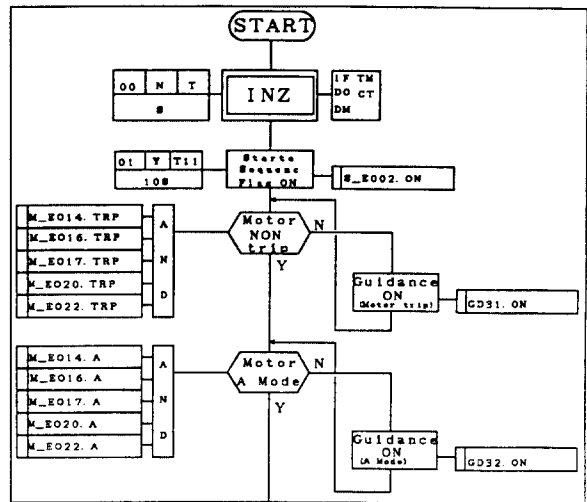 START
00 N T
S
INZ
IF TM
DO CT
DM
01 Y T11
10S
Starte
Sequenc
Flag ON
S_E002. ON
M_E014. TRP
M_E016. TRP
M_E017. TRP
M_E020. TRP
M_E022. TRP
A
N
D
Motor
NON
trip
N
Y
Guidance
ON
(Motor trip)
GD31. ON
M_E014. A
M_E016. A
M_E017. A
M_E020. A
M_E022. A
A
N
D
Motor
A Mode
N
Y
Guidance
ON
(A Mode)
GD32. ON